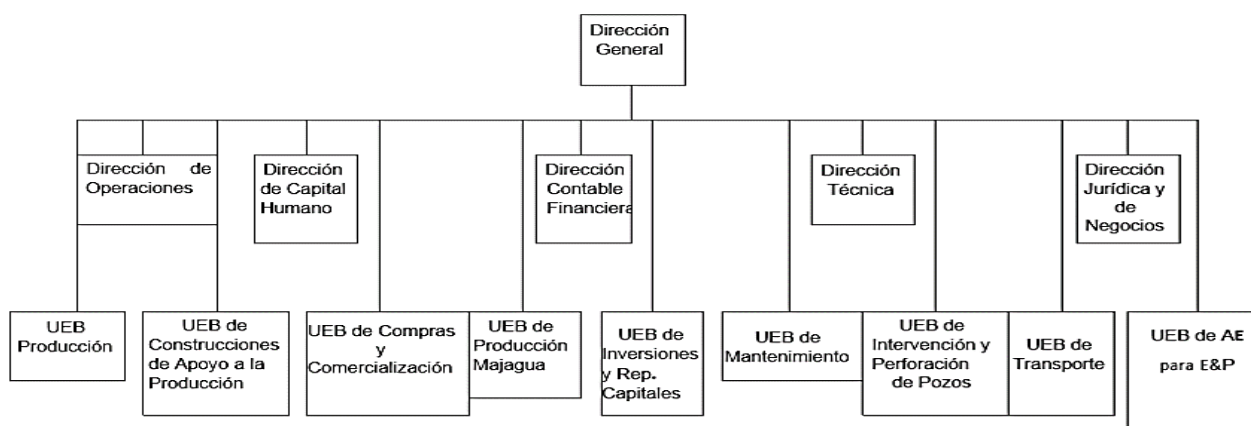 Dirección
General
Dirección de
Operaciones
Dirección
de Capital
Humano
Dirección
Contable
Financiera
Dirección
Técnica
Dirección
Jurídica y
de
Negocios
UEB
Producción
UEB de
Construcciones
de Apoyo a la
Producción
UEB de Compras
y
Comercialización
UEB de
Producción
Majagua
UEB de
Inversiones
y Rep.
Capitales
UEB de
Mantenimiento
UEB de
Intervención y
Perforación
de Pozos
UEB de
Transporte
UEB de AE
para E&P